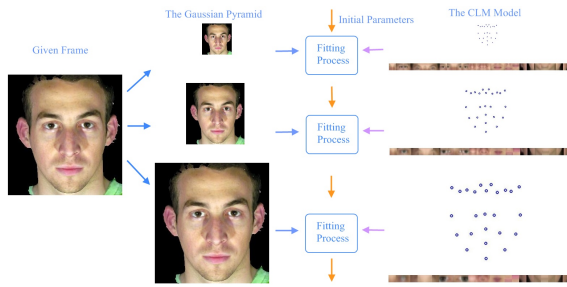 The Gaussian Pyramid
Initial Parameters
The CLM Model
Given Frame
Fitting
Process
Fitting
Process
Fitting
Process